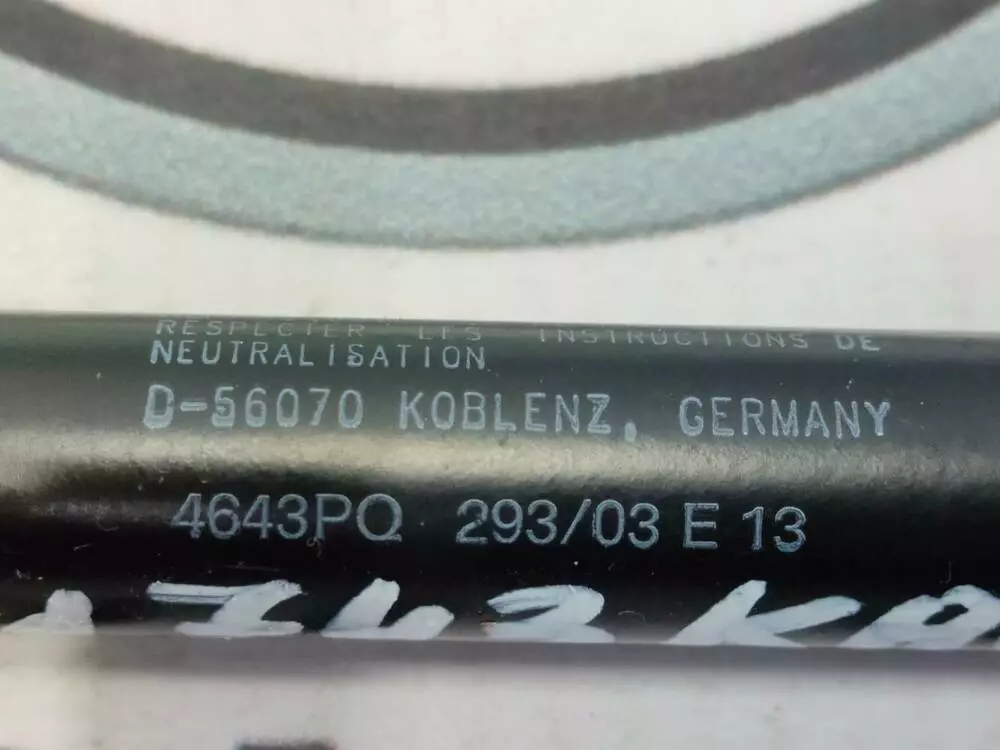 RESPECTER LES INSTRUCTIONS DE
NEUTRALISATION
D-56070 KOBLENZ, GERMANY
4643PQ 293/03 E 13